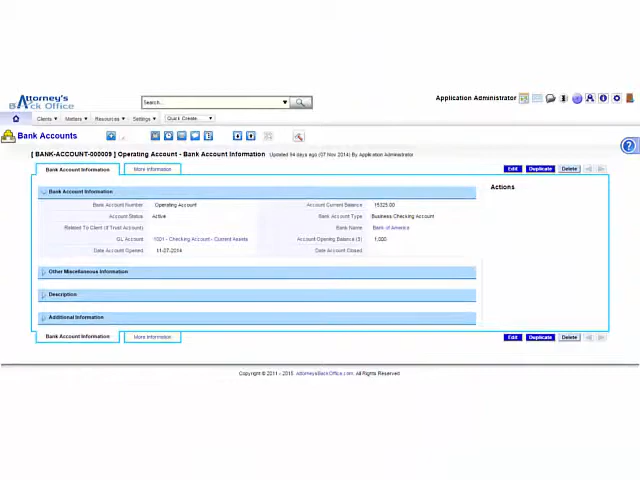 Attorney's
Back Office
Search...
Application Administrator
Clients Matters Resources Settings Quick Create...
Bank Accounts
[ BANK-ACCOUNT-000009 ] Operating Account - Bank Account Information Updated 94 days ago (07 Nov 2014) By Application Administrator
Bank Account Information More Information Edit Duplicate Delete
Bank Account Information Actions
Bank Account Number Operating Account Account Current Balance 15325.00
Account Status Active Bank Account Type Business Checking Account
Related To Client (if Trust Account) Bank Name Bank of America
GL Account 1001 - Checking Account - Current Assets Account Opening Balance ($) 1,000
Date Account Opened 11-07-2014 Date Account Closed
Other Miscellaneous Information
Description
Additional Information
Bank Account Information More Information Edit Duplicate Delete
Copyright © 2011 - 2015 AttorneysBackOffice.com. All Rights Reserved